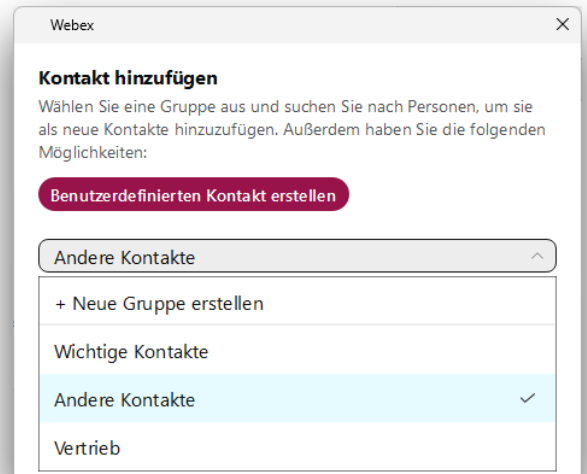 Webex
Kontakt hinzufügen
Wählen Sie eine Gruppe aus und suchen Sie nach Personen, um sie
als neue Kontakte hinzuzufügen. Außerdem haben Sie die folgenden
Möglichkeiten:
Benutzerdefinierten Kontakt erstellen
Andere Kontakte
+ Neue Gruppe erstellen
Wichtige Kontakte
Andere Kontakte
Vertrieb